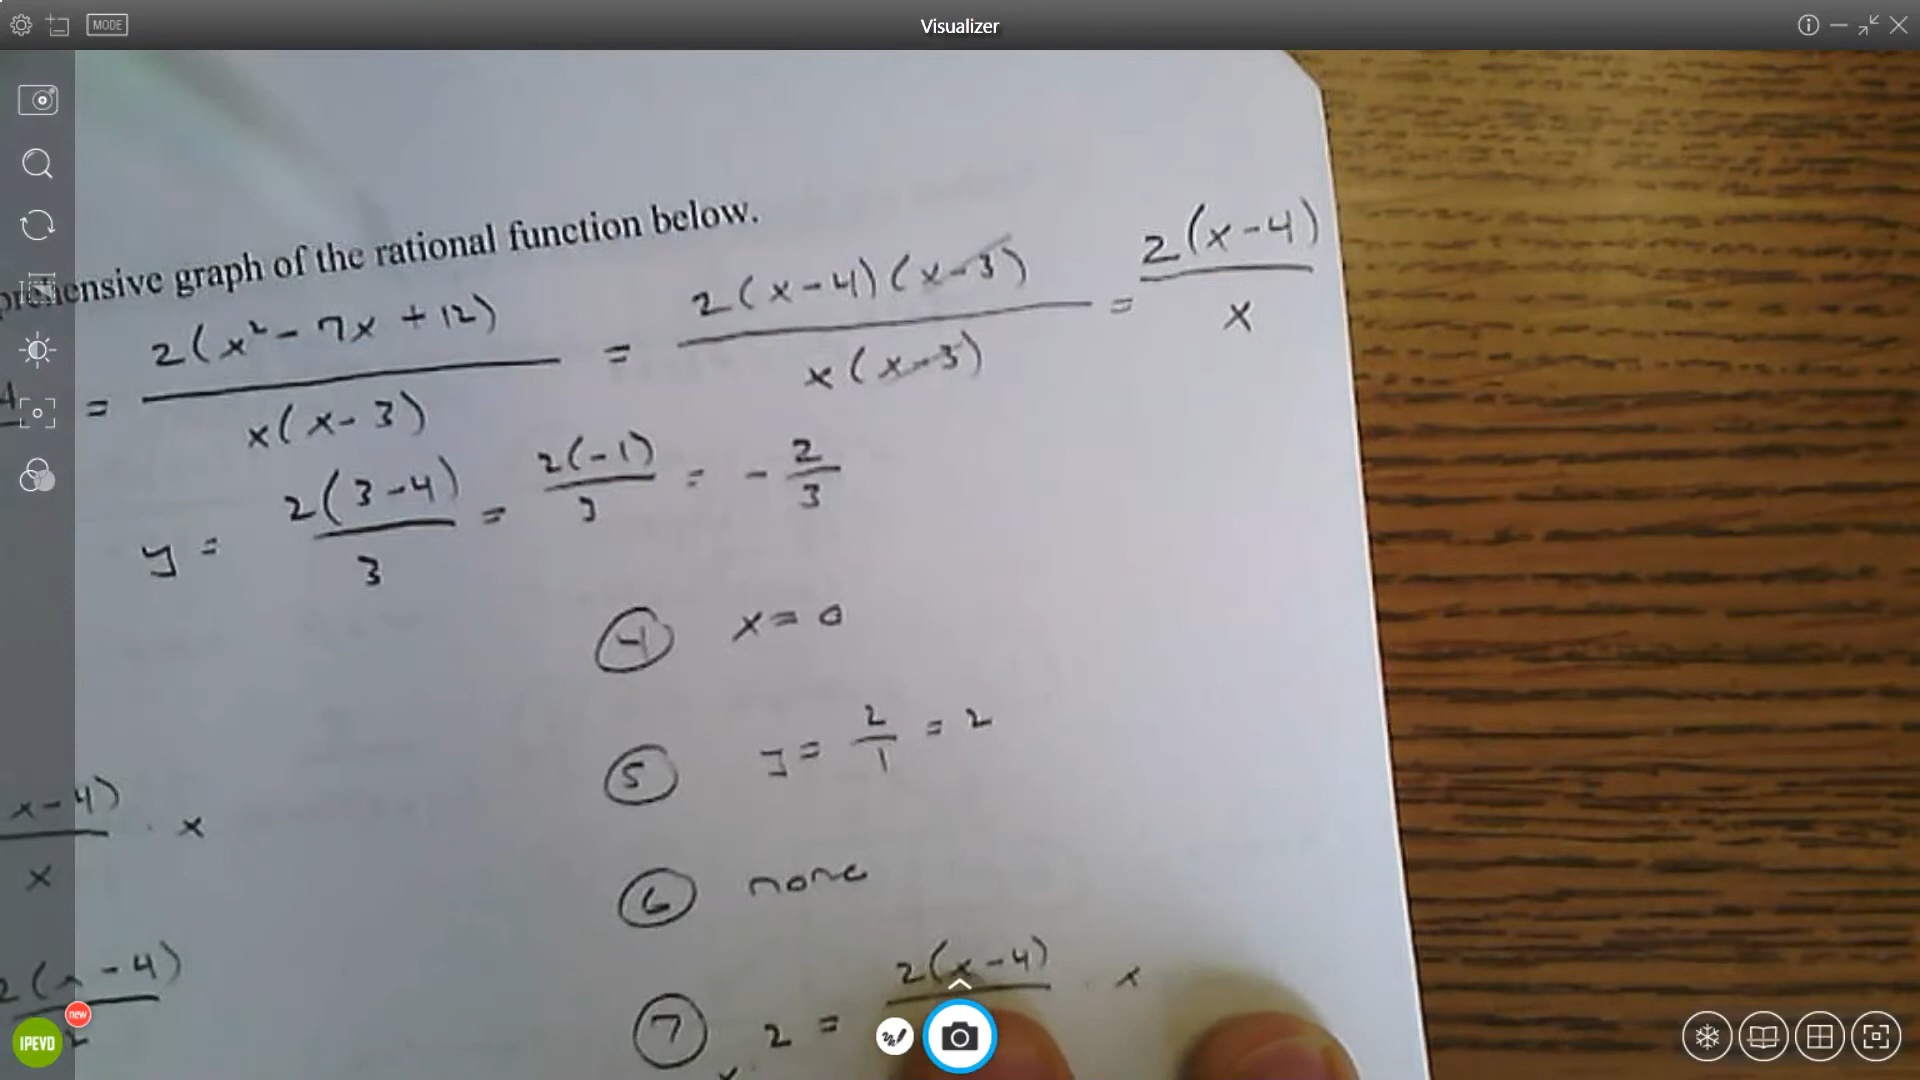 MODE
Visualizer
prehensive graph of the rational function below.
4 = 2(x² - 7x + 12) / x(x-3) = 2(x-4)(x-3) / x(x-3) = 2(x-4) / x
y = 2(3-4) / 3 = 2(-1) / 3 = - 2/3
④ x = 0
⑤ y = 2/1 = 2
x-4) / x · x
⑥ none
2(x-4) / 2
⑦ 2 = 2(x-4) · x
new
IPEVO